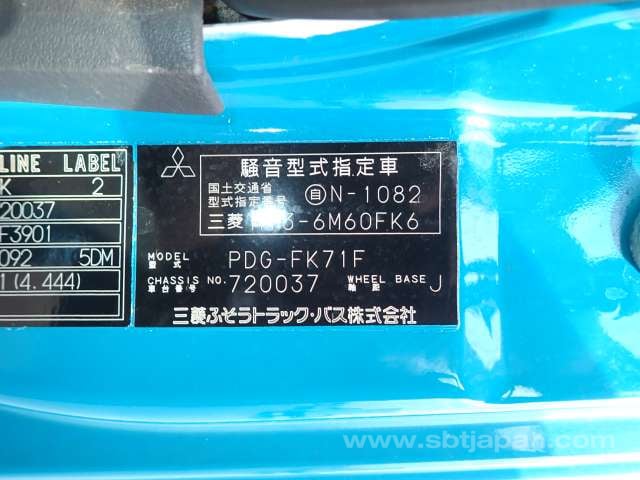 LINE LABEL
K 2
20037
F3901
092 5DM
1(4.444)
騒音型式指定車
国土交通省
型式指定番号 自N-1082
三菱 3-6M60FK6
MODEL
型式 PDG-FK71F
CHASSIS NO.
車台番号 720037 WHEEL BASE
軸距 J
三菱ふそうトラック・バス株式会社
www.sbtjapan.com